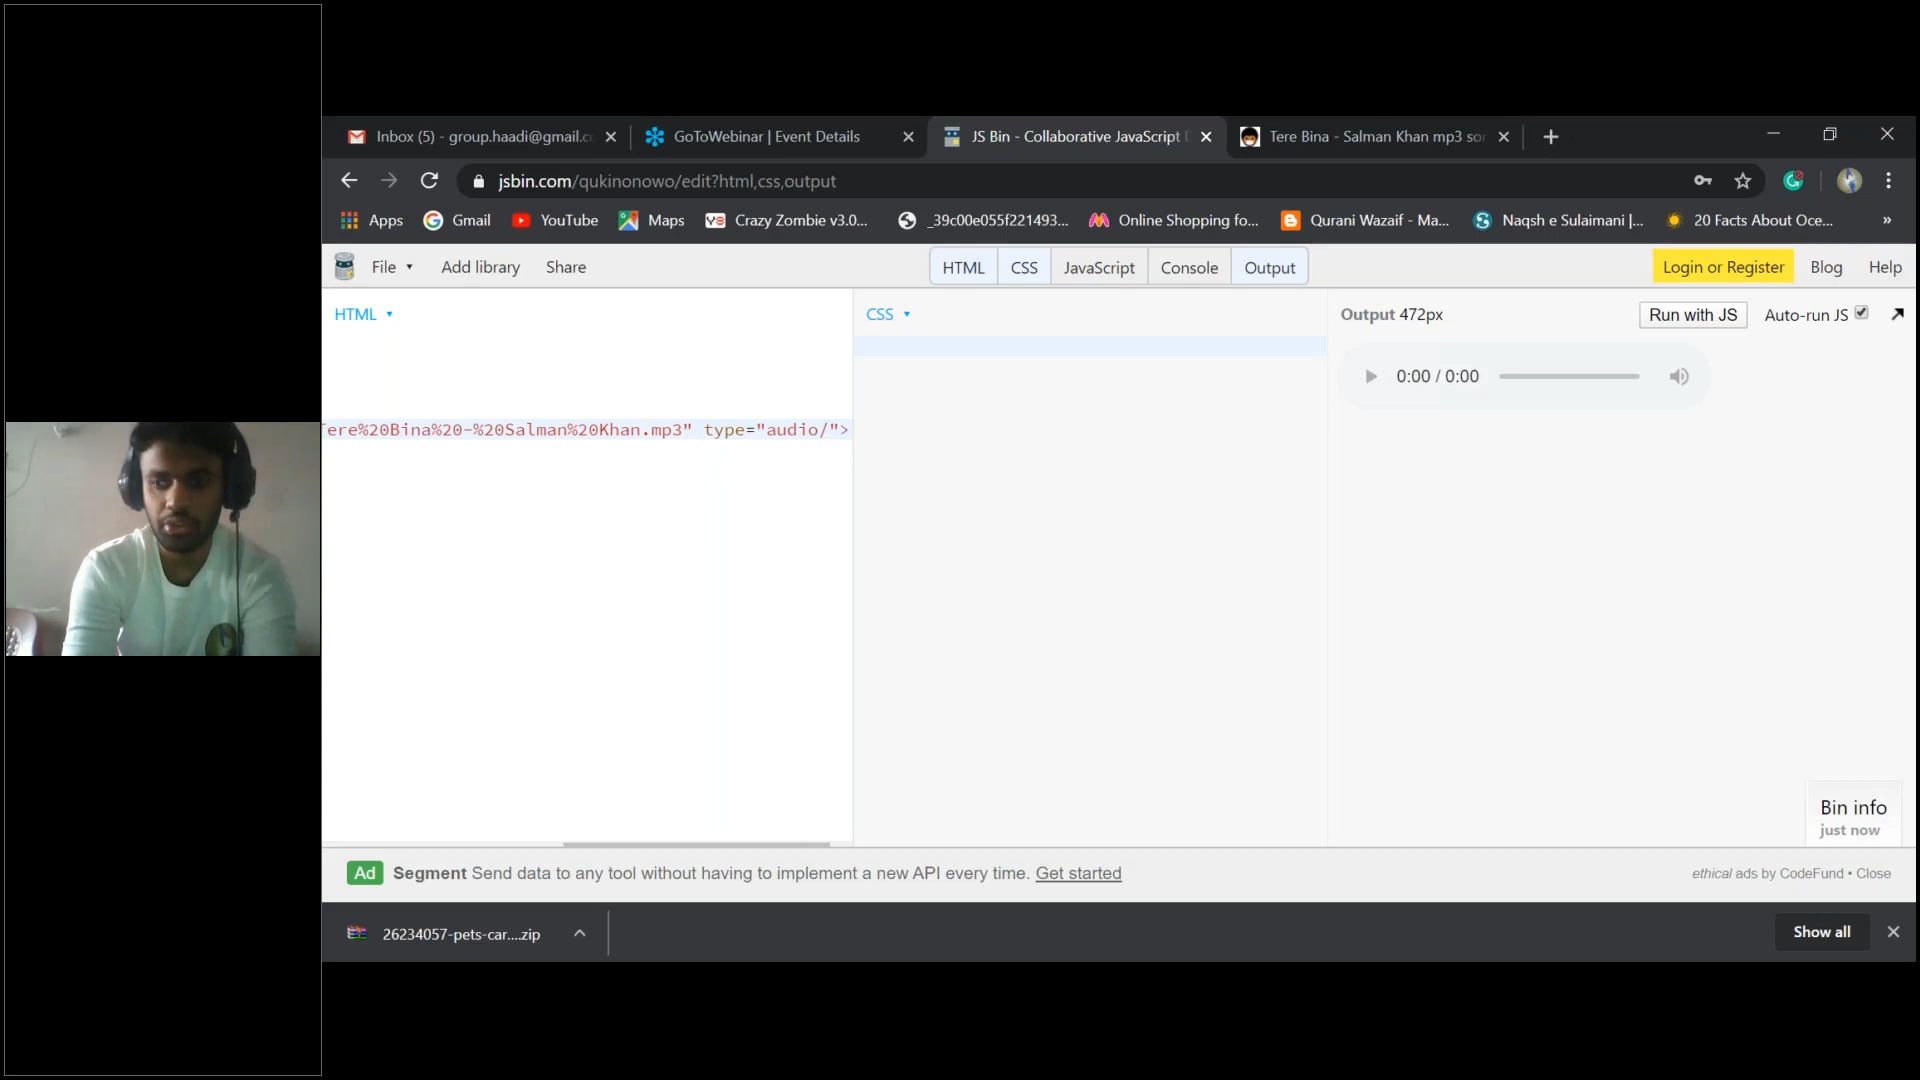 Inbox (5) - group.haadi@gmail.c
GoToWebinar | Event Details
JS Bin - Collaborative JavaScript
Tere Bina - Salman Khan mp3 so
jsbin.com/qukinonowo/edit?html,css,output
Apps
Gmail
YouTube
Maps
Crazy Zombie v3.0...
_39c00e055f221493...
Online Shopping fo...
Qurani Wazaif - Ma...
Naqsh e Sulaimani |...
20 Facts About Oce...
»
File
Add library
Share
HTML
CSS
JavaScript
Console
Output
Login or Register
Blog
Help
HTML
CSS
Output 472px
Run with JS
Auto-run JS
0:00 / 0:00
ere%20Bina%20-%20Salman%20Khan.mp3" type="audio/">
Bin info
just now
Ad
Segment Send data to any tool without having to implement a new API every time. Get started
ethical ads by CodeFund • Close
26234057-pets-car....zip
Show all